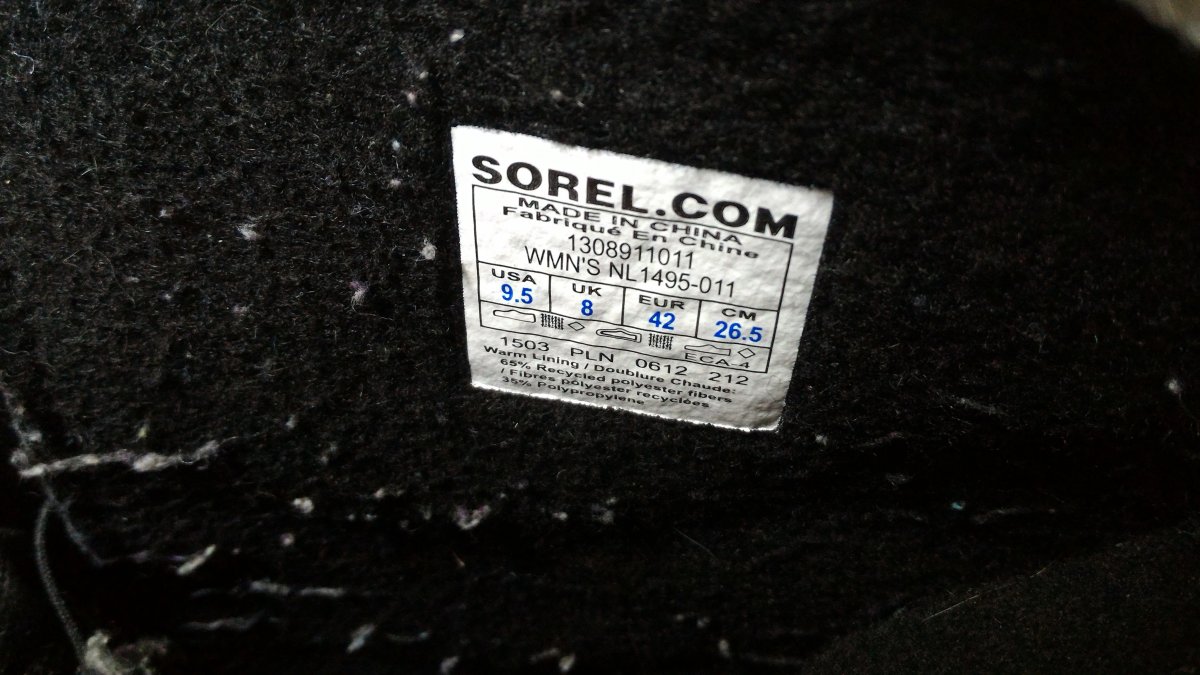 SOREL.COM
MADE IN CHINA
Fabriqué En Chine
1308911011
WMN'S NL1495-011
USA UK EUR CM
9.5 8 42 26.5
ECA-4
1503 PLN 0612 212
Warm Lining / Doublure Chaude:
65% Recycled polyester fibers
/ Fibres polyester recyclées
35% Polypropylene